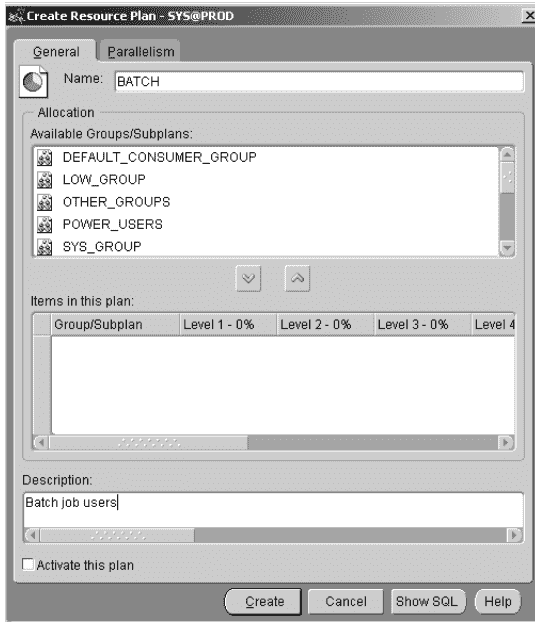 Create Resource Plan - SYS@PROD
General Parallelism
Name: BATCH
Allocation
Available Groups/Subplans:
DEFAULT_CONSUMER_GROUP
LOW_GROUP
OTHER_GROUPS
POWER_USERS
SYS_GROUP
Items in this plan:
Group/Subplan Level 1 - 0% Level 2 - 0% Level 3 - 0% Level 4
Description:
Batch job users
Activate this plan
Create Cancel Show SQL Help